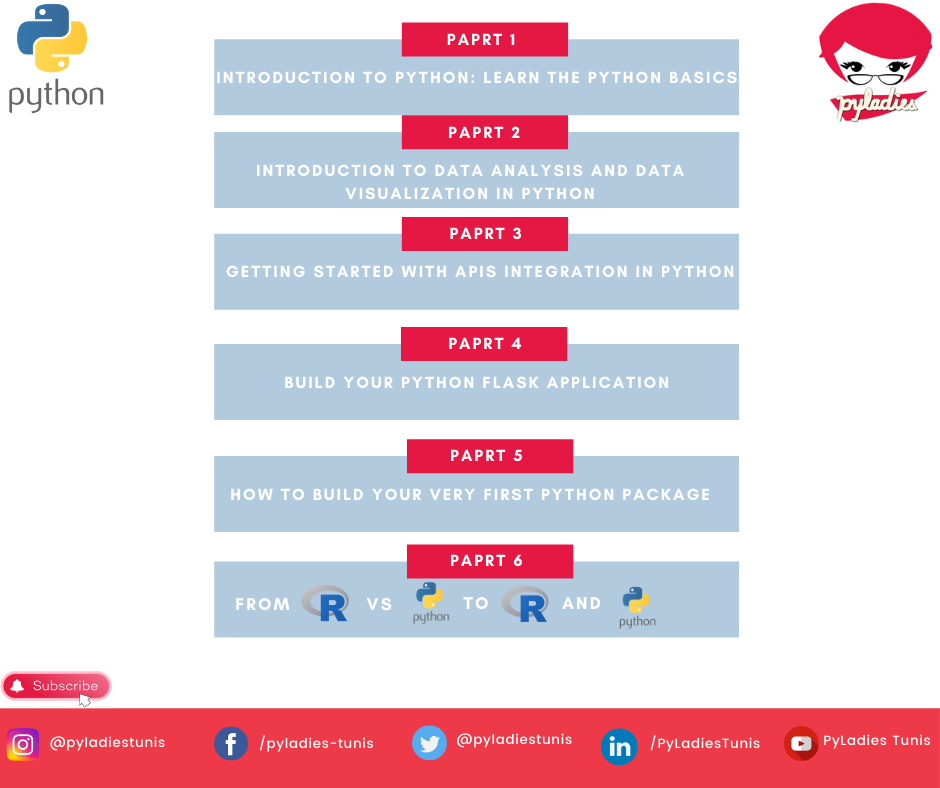 python
pyladies
PAPRT 1
INTRODUCTION TO PYTHON: LEARN THE PYTHON BASICS
PAPRT 2
INTRODUCTION TO DATA ANALYSIS AND DATA
VISUALIZATION IN PYTHON
PAPRT 3
GETTING STARTED WITH APIS INTEGRATION IN PYTHON
PAPRT 4
BUILD YOUR PYTHON FLASK APPLICATION
PAPRT 5
HOW TO BUILD YOUR VERY FIRST PYTHON PACKAGE
PAPRT 6
FROM R VS python TO R AND python
Subscribe
@pyladiestunis
/pyladies-tunis
@pyladiestunis
/PyLadiesTunis
PyLadies Tunis